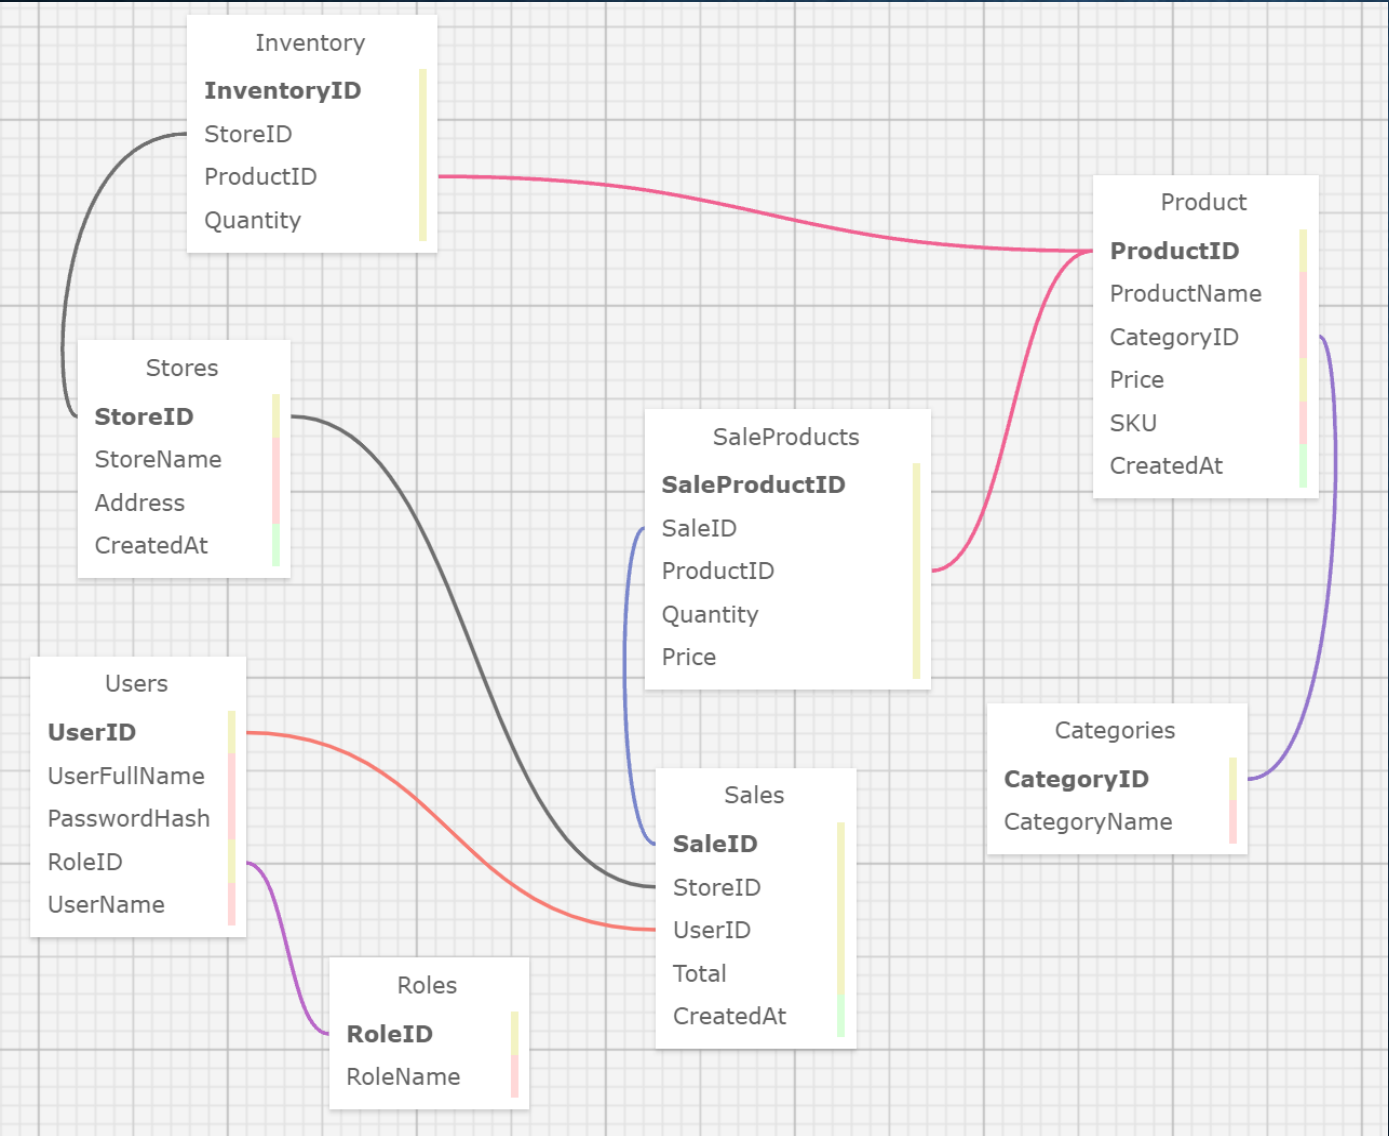 Inventory
InventoryID
StoreID
ProductID
Quantity
Product
ProductID
ProductName
CategoryID
Price
SKU
CreatedAt
Stores
StoreID
StoreName
Address
CreatedAt
SaleProducts
SaleProductID
SaleID
ProductID
Quantity
Price
Users
UserID
UserFullName
PasswordHash
RoleID
UserName
Categories
CategoryID
CategoryName
Sales
SaleID
StoreID
UserID
Total
CreatedAt
Roles
RoleID
RoleName